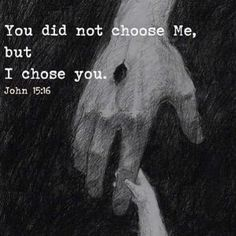 You did not choose Me,
but
I chose you.
John 15:16